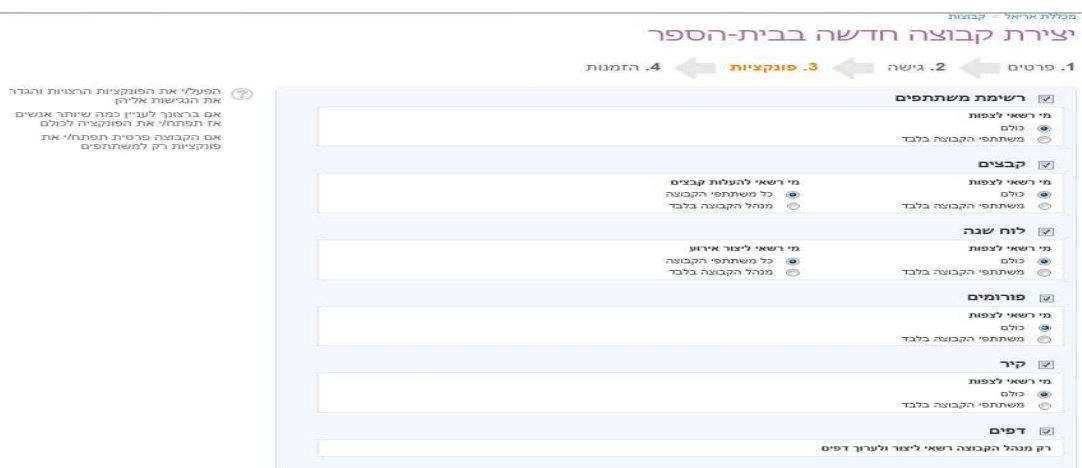 מכללת אריאל > קבוצות
יצירת קבוצה חדשה בבית-הספר
1. פרטים 2. גישה 3. פונקציות 4. הזמנות
הפעל/י את הפונקציות הרצויות והגדר
את הנגישות אליהן
אם ברצונך לעניין כמה שיותר אנשים
אז תפתח/י את הפונקציה לכולם
אם הקבוצה פרטית תפתח/י את
פונקציות רק למשתתפים
רשימת משתתפים
מי רשאי לצפות
כולם
משתתפי הקבוצה בלבד
קבצים
מי רשאי לצפות מי רשאי להעלות קבצים
כולם כל משתתפי הקבוצה
משתתפי הקבוצה בלבד מנהל הקבוצה בלבד
לוח שנה
מי רשאי לצפות מי רשאי ליצור אירוע
כולם כל משתתפי הקבוצה
משתתפי הקבוצה בלבד מנהל הקבוצה בלבד
פורומים
מי רשאי לצפות
כולם
משתתפי הקבוצה בלבד
קיר
מי רשאי לצפות
כולם
משתתפי הקבוצה בלבד
דפים
רק מנהל הקבוצה רשאי ליצור ולערוך דפים